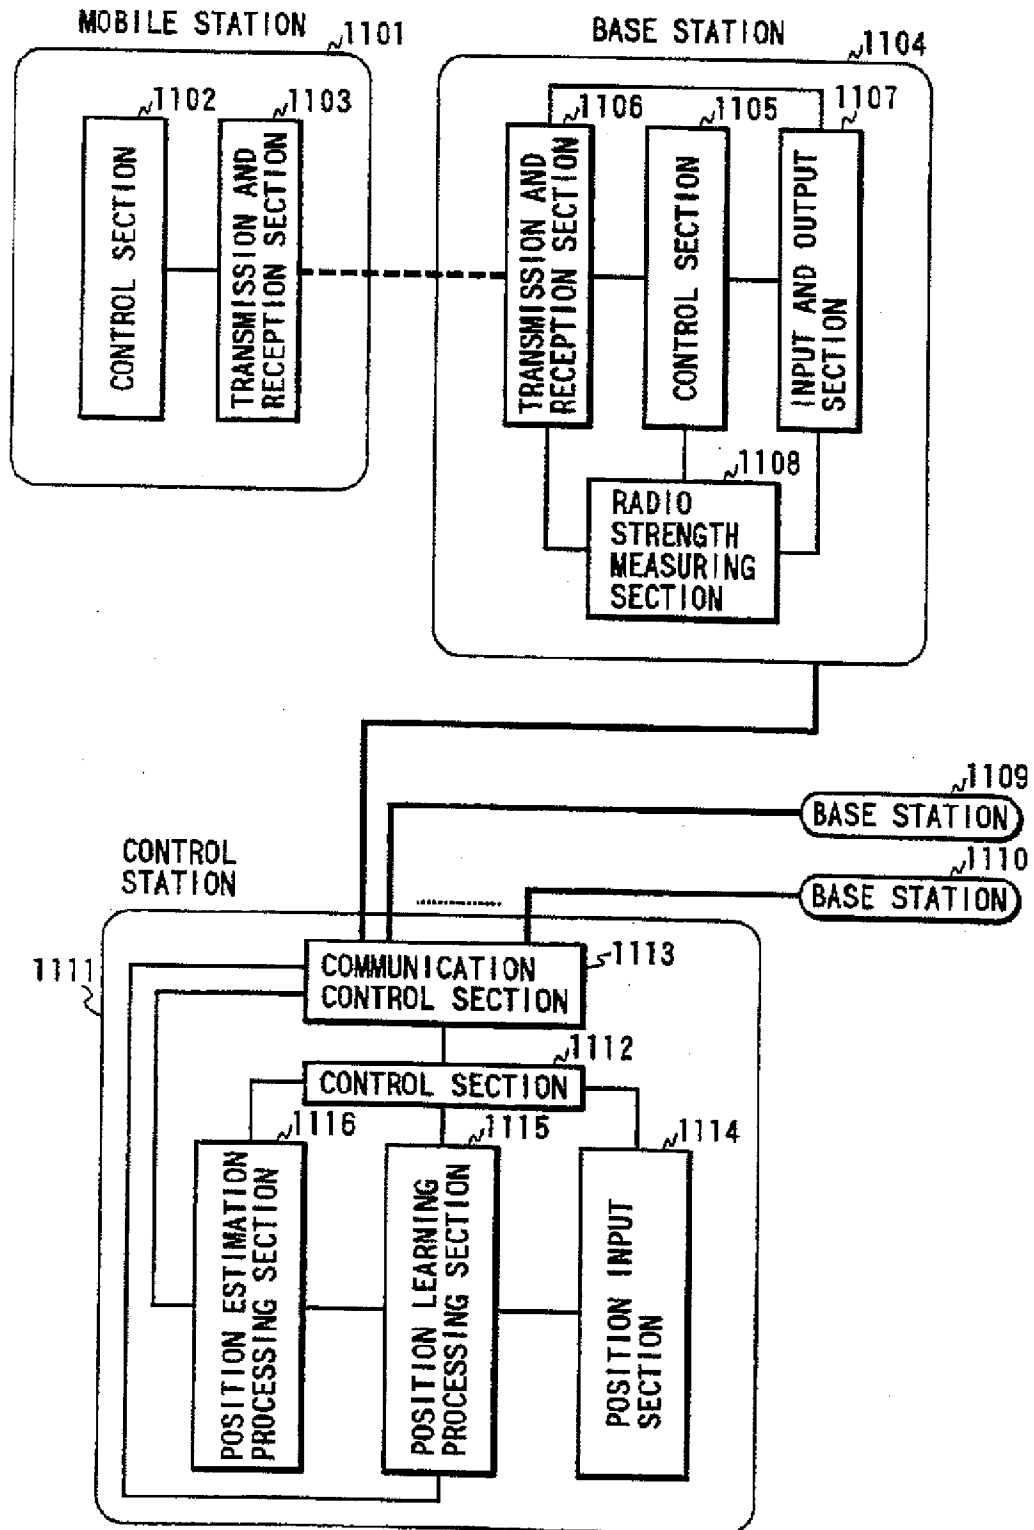 MOBILE STATION
1101
BASE STATION
1104
1102
1103
CONTROL SECTION
TRANSMISSION AND
RECEPTION SECTION
1106
1105
1107
TRANSMISSION AND
RECEPTION SECTION
CONTROL SECTION
INPUT AND OUTPUT
SECTION
1108
RADIO
STRENGTH
MEASURING
SECTION
1109
BASE STATION
1110
BASE STATION
CONTROL
STATION
1111
COMMUNICATION
CONTROL SECTION
1113
1112
CONTROL SECTION
1116
1115
1114
POSITION ESTIMATION
PROCESSING SECTION
POSITION LEARNING
PROCESSING SECTION
POSITION INPUT
SECTION